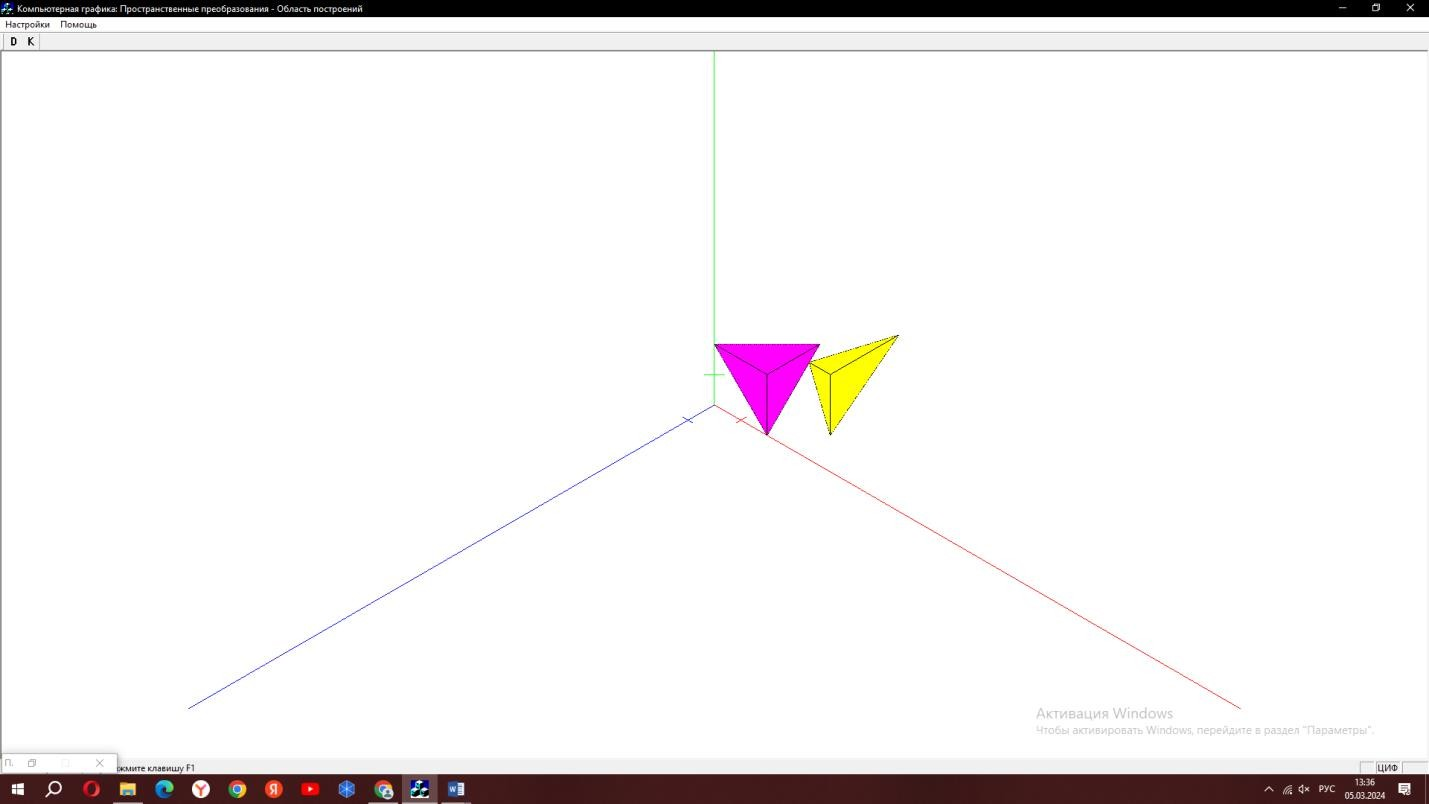 Компьютерная графика: Пространственные преобразования - Область построений
Настройки Помощь
D K
Активация Windows
Чтобы активировать Windows, перейдите в раздел "Параметры".
П.
жмите клавишу F1
ЦИФ
РУС
13:36
05.03.2024